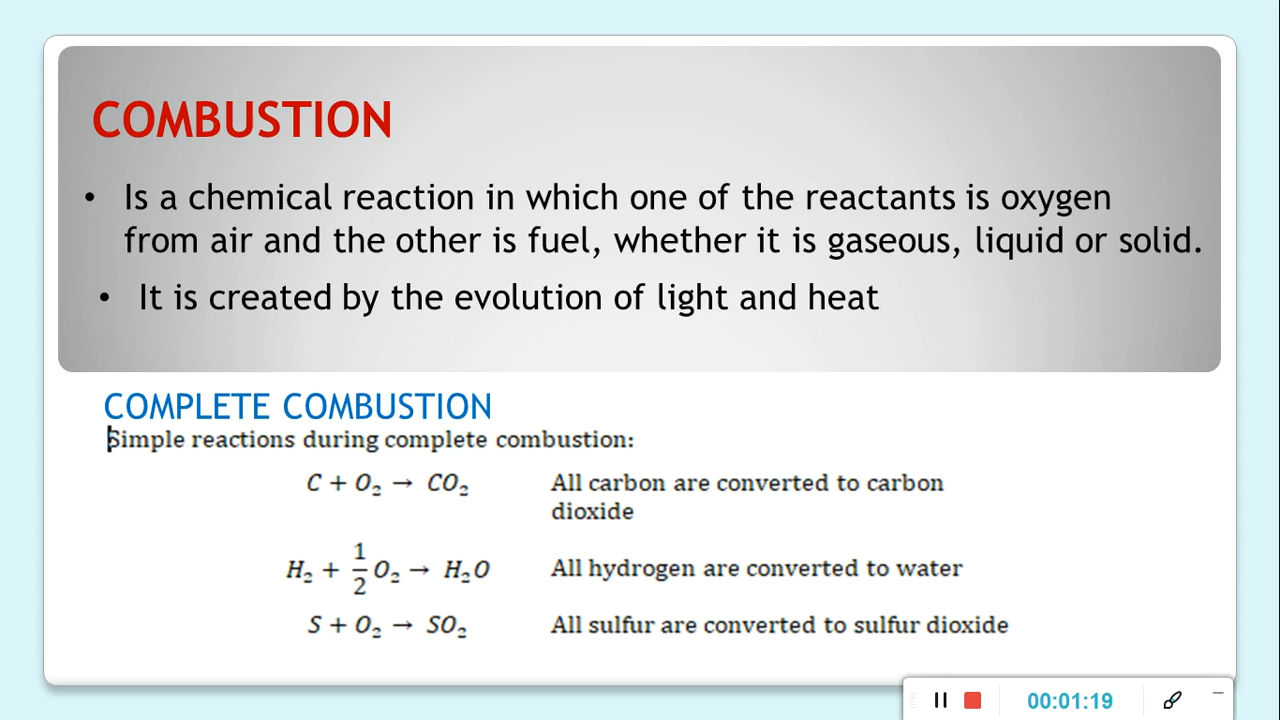 COMBUSTION
• Is a chemical reaction in which one of the reactants is oxygen
from air and the other is fuel, whether it is gaseous, liquid or solid.
• It is created by the evolution of light and heat
COMPLETE COMBUSTION
Simple reactions during complete combustion:
C + O₂ → CO₂ All carbon are converted to carbon
dioxide
H₂ + 1/2 O₂ → H₂O All hydrogen are converted to water
S + O₂ → SO₂ All sulfur are converted to sulfur dioxide
00:01:19